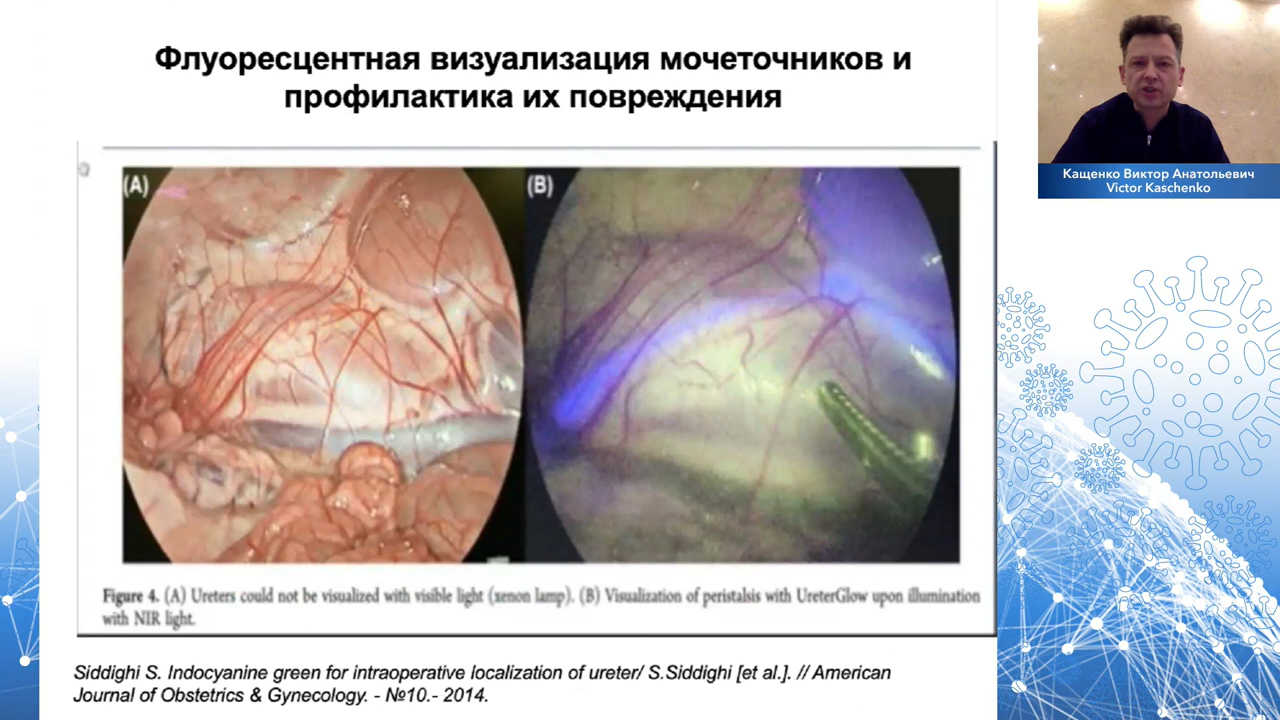 Флуоресцентная визуализация мочеточников и
профилактика их повреждения
(A)
(B)
Figure 4. (A) Ureters could not be visualized with visible light (xenon lamp). (B) Visualization of peristalsis with UreterGlow upon illumination
with NIR light.
Siddighi S. Indocyanine green for intraoperative localization of ureter/ S.Siddighi [et al.]. // American
Journal of Obstetrics & Gynecology. - №10.- 2014.
Кащенко Виктор Анатольевич
Victor Kaschenko